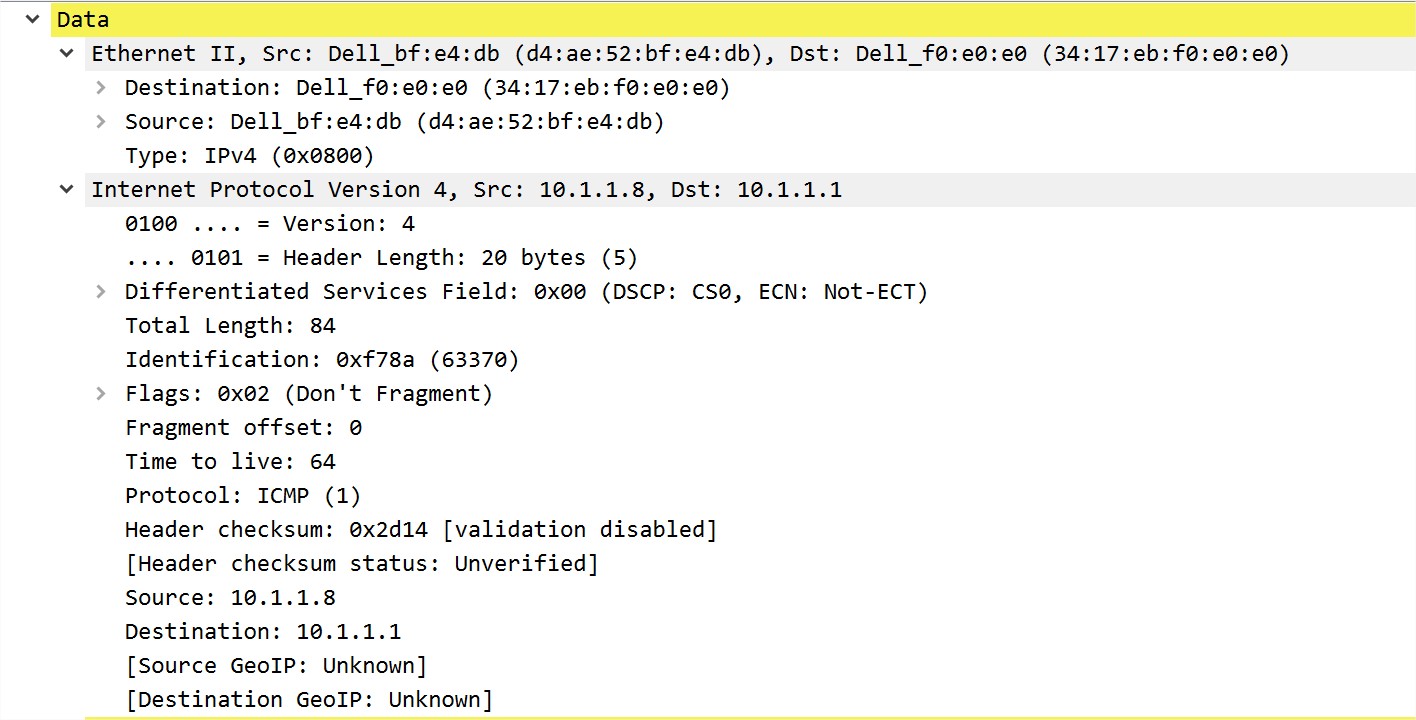 Data
Ethernet II, Src: Dell_bf:e4:db (d4:ae:52:bf:e4:db), Dst: Dell_f0:e0:e0 (34:17:eb:f0:e0:e0)
Destination: Dell_f0:e0:e0 (34:17:eb:f0:e0:e0)
Source: Dell_bf:e4:db (d4:ae:52:bf:e4:db)
Type: IPv4 (0x0800)
Internet Protocol Version 4, Src: 10.1.1.8, Dst: 10.1.1.1
0100 .... = Version: 4
.... 0101 = Header Length: 20 bytes (5)
Differentiated Services Field: 0x00 (DSCP: CS0, ECN: Not-ECT)
Total Length: 84
Identification: 0xf78a (63370)
Flags: 0x02 (Don't Fragment)
Fragment offset: 0
Time to live: 64
Protocol: ICMP (1)
Header checksum: 0x2d14 [validation disabled]
[Header checksum status: Unverified]
Source: 10.1.1.8
Destination: 10.1.1.1
[Source GeoIP: Unknown]
[Destination GeoIP: Unknown]